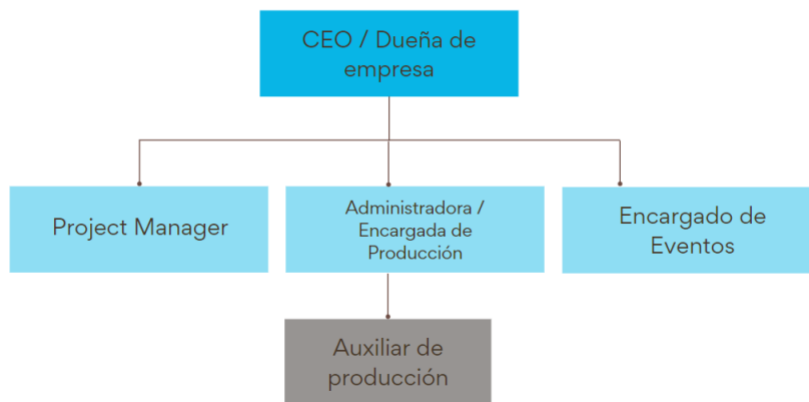 CEO / Dueña de
empresa
Project Manager
Administradora /
Encargada de
Producción
Encargado de
Eventos
Auxiliar de
producción